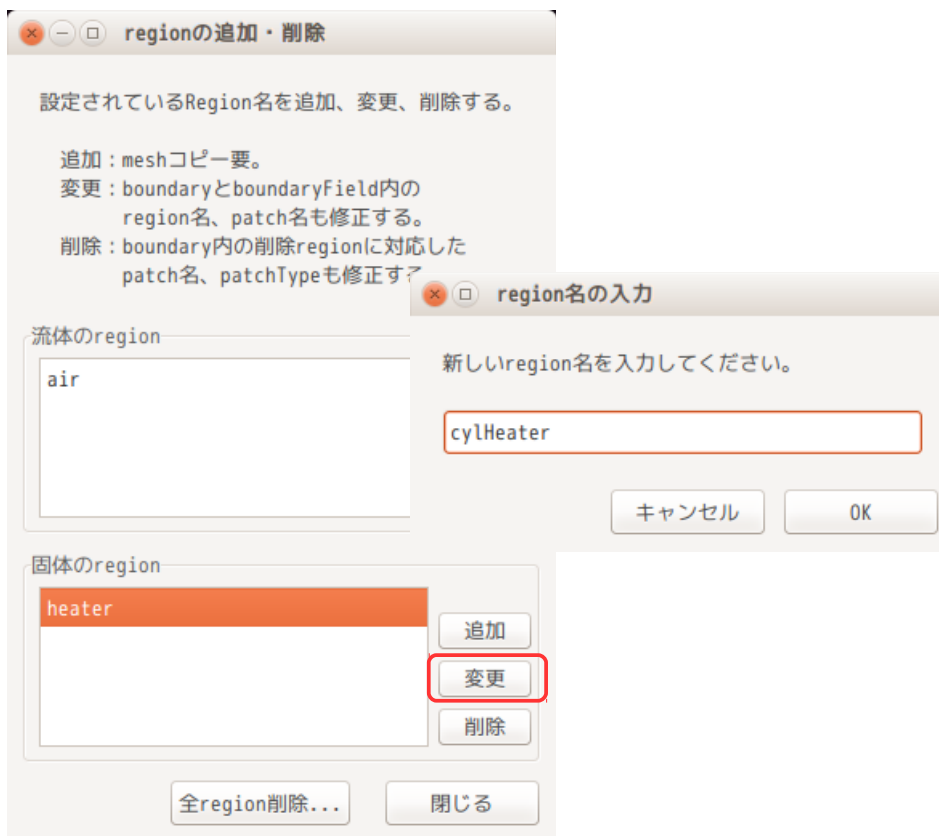 regionの追加・削除
設定されているRegion名を追加、変更、削除する。
追加：meshコピー要。
変更：boundaryとboundaryField内の
region名、patch名も修正する。
削除：boundary内の削除regionに対応した
patch名、patchTypeも修正す
region名の入力
新しいregion名を入力してください。
cylHeater
キャンセル
OK
流体のregion
air
固体のregion
heater
追加
変更
削除
全region削除...
閉じる